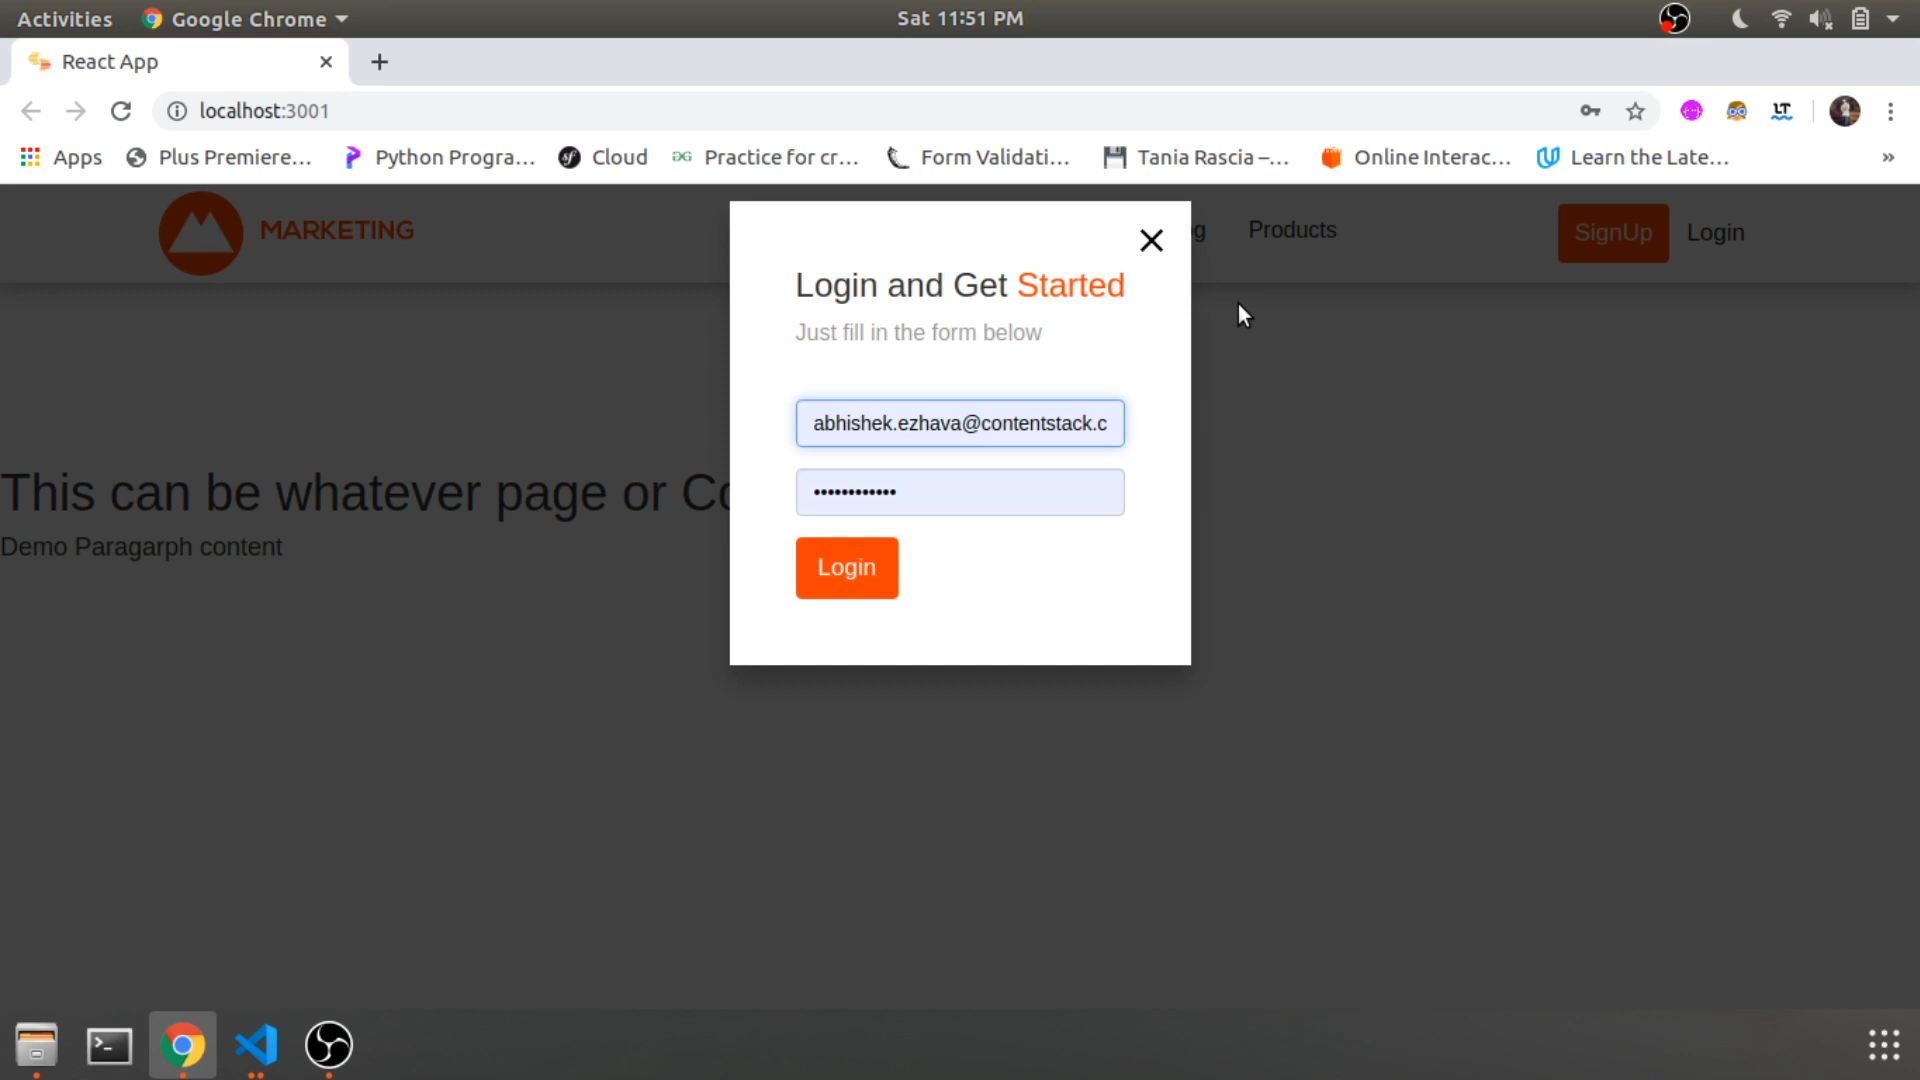 Activities Google Chrome Sat 11:51 PM
React App
localhost:3001
Apps Plus Premiere... Python Progra... Cloud Practice for cr... Form Validati... Tania Rascia –... Online Interac... Learn the Late... »
MARKETING Products SignUp Login
Login and Get Started
Just fill in the form below
abhishek.ezhava@contentstack.c
••••••••••••
This can be whatever page or Co
Demo Paragarph content
Login